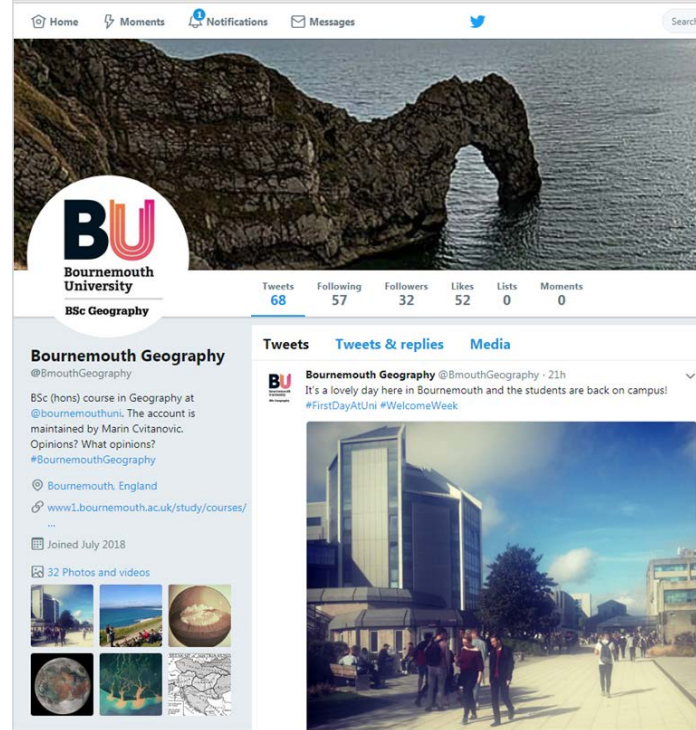 Home Moments Notifications Messages Search
1
BU
Bournemouth
University
BSc Geography
Tweets Following Followers Likes Lists Moments
68 57 32 52 0 0
Bournemouth Geography
@BmouthGeography
BSc (hons) course in Geography at
@bournemouthuni. The account is
maintained by Marin Cvitanovic.
Opinions? What opinions?
#BournemouthGeography
Bournemouth, England
www1.bournemouth.ac.uk/study/courses/
...
Joined July 2018
32 Photos and videos
Tweets Tweets & replies Media
BU
Bournemouth Geography @BmouthGeography · 21h
It's a lovely day here in Bournemouth and the students are back on campus!
#FirstDayAtUni #WelcomeWeek